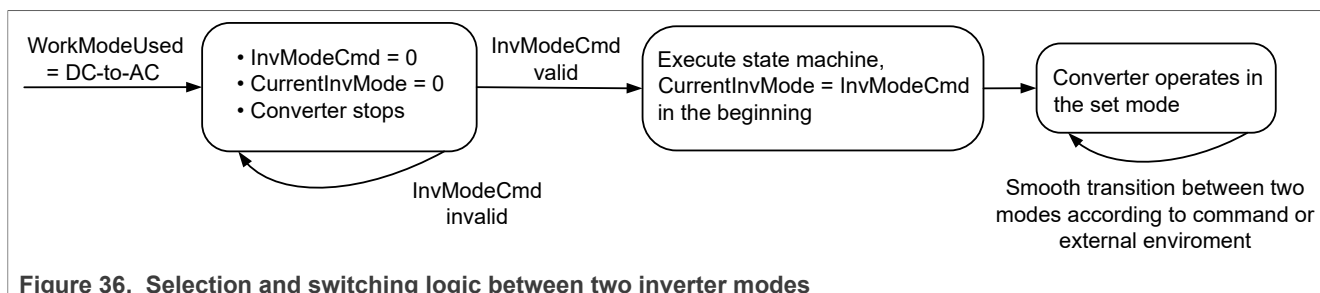 WorkModeUsed
= DC-to-AC
• InvModeCmd = 0
• CurrentInvMode = 0
• Converter stops
InvModeCmd
valid
InvModeCmd
invalid
Execute state machine,
CurrentInvMode = InvModeCmd
in the beginning
Converter operates in
the set mode
Smooth transition between two
modes according to command or
external enviroment
Figure 36. Selection and switching logic between two inverter modes